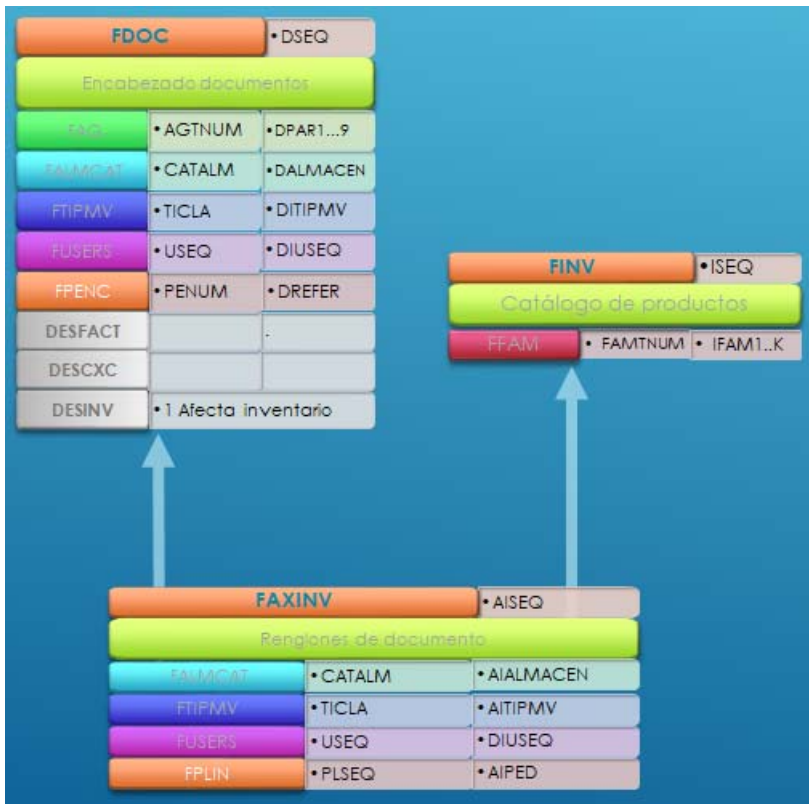 FDOC • DSEQ
Encabezado documentos
FAG • AGTNUM • DPAR1...9
FALMCAT • CATALM • DALMACEN
FTIPMV • TICLA • DITIPMV
FUSERS • USEQ • DIUSEQ
FPENC • PENUM • DREFER
DESFACT .
DESCXC
DESINV • 1 Afecta inventario
FINV • ISEQ
Catálogo de productos
FFAM • FAMTNUM • IFAM1..K
FAXINV • AISEQ
Renglones de documento
FALMCAT • CATALM • AIALMACEN
FTIPMV • TICLA • AITIPMV
FUSERS • USEQ • DIUSEQ
FPLIN • PLSEQ • AIPED